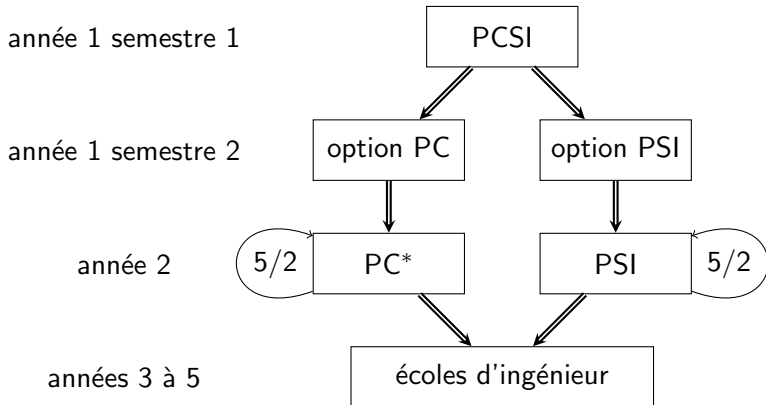 année 1 semestre 1
PCSI
année 1 semestre 2
option PC
option PSI
année 2
5/2
PC*
PSI
5/2
années 3 à 5
écoles d'ingénieur